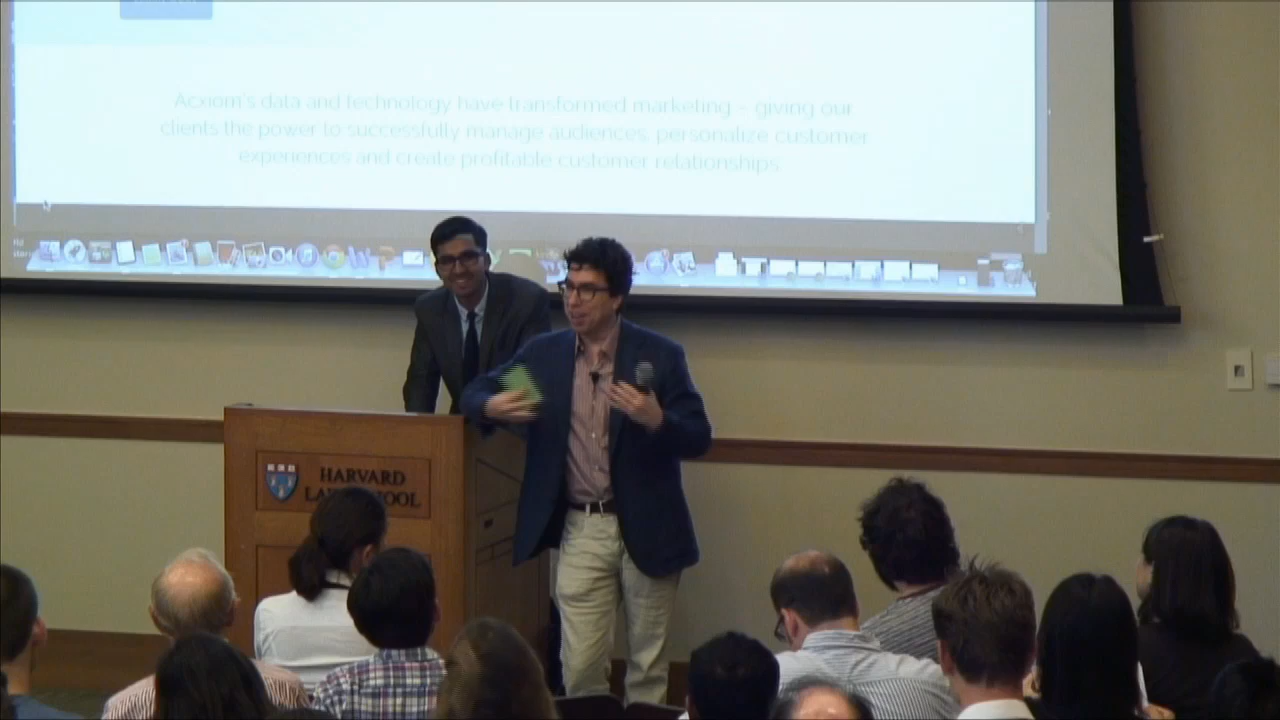 Acxiom's data and technology have transformed marketing – giving our
clients the power to successfully manage audiences, personalize customer
experiences and create profitable customer relationships.
HARVARD
LAW SCHOOL